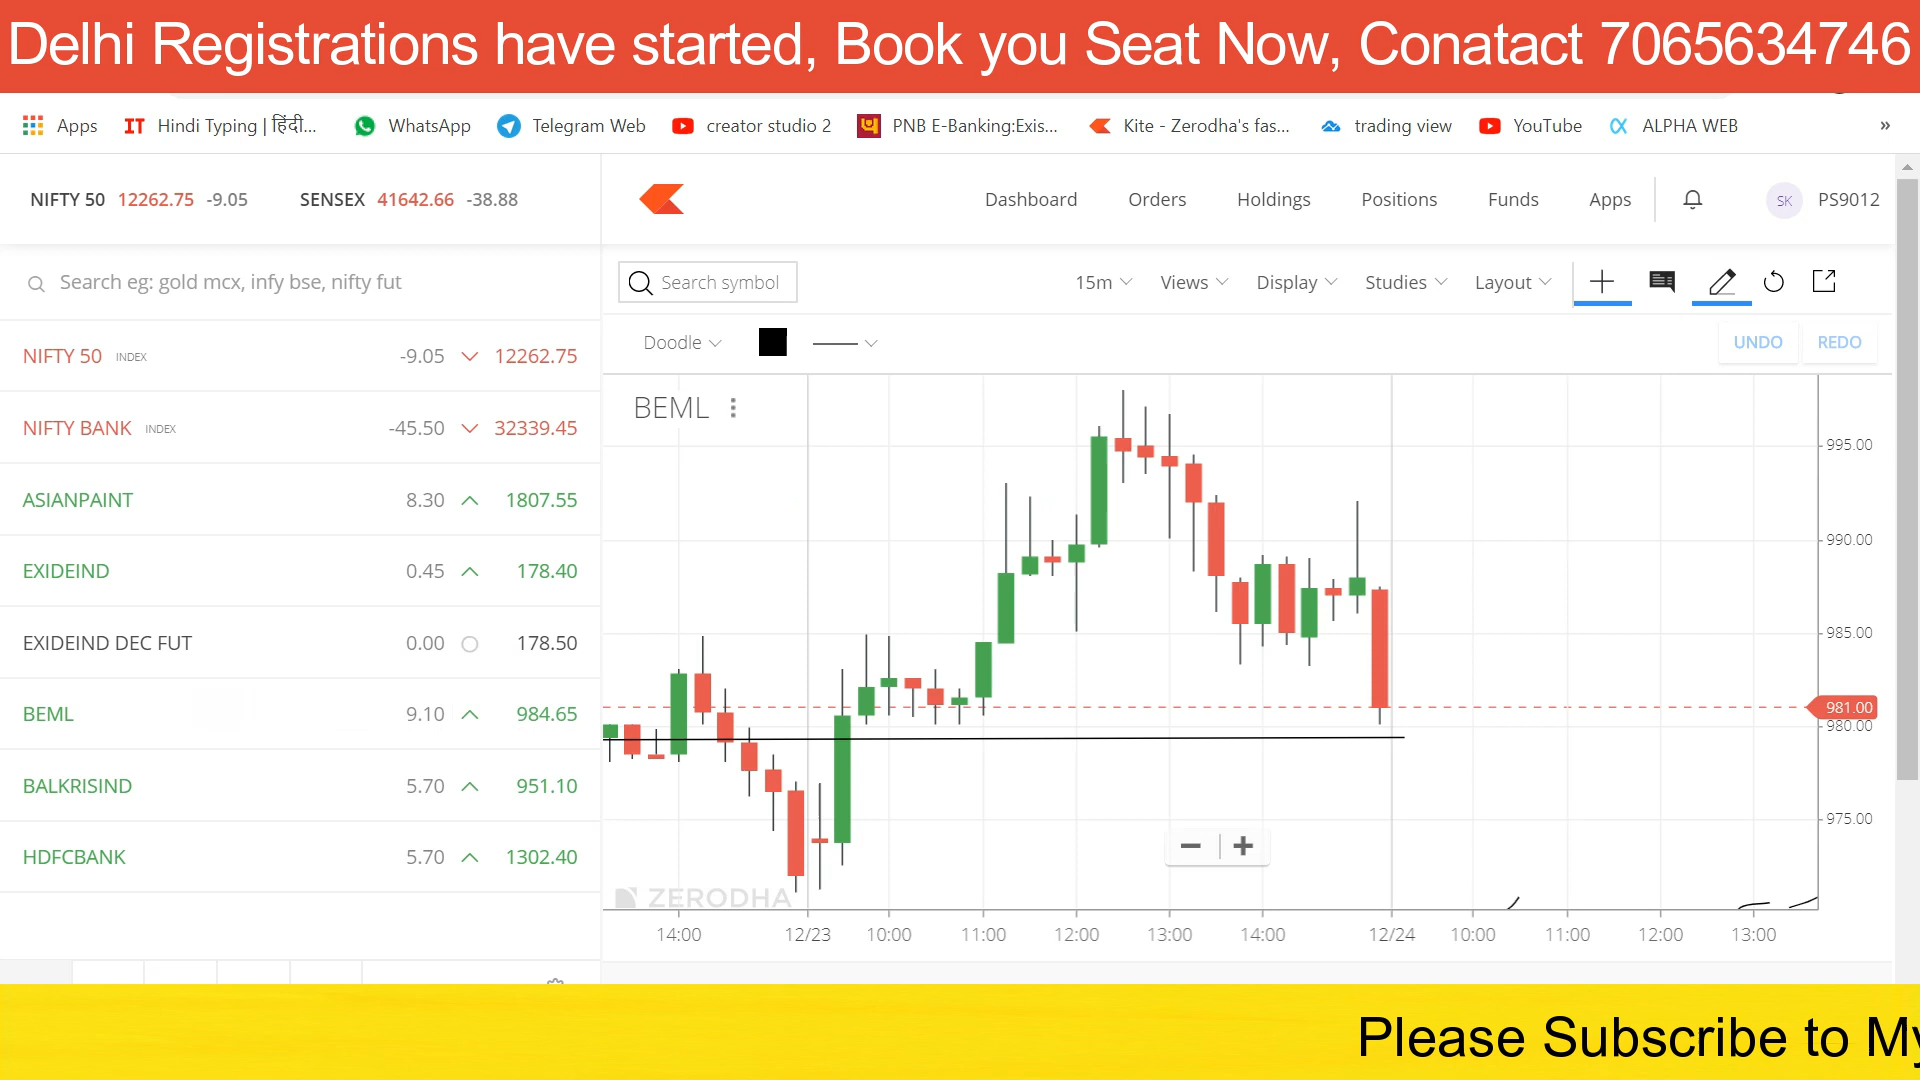 Delhi Registrations have started, Book you Seat Now, Conatact 7065634746
Apps IT Hindi Typing | हिंदी... WhatsApp Telegram Web creator studio 2 PNB E-Banking:Exis... Kite - Zerodha's fas... trading view YouTube ALPHA WEB »
NIFTY 50 12262.75 -9.05 SENSEX 41642.66 -38.88
Dashboard Orders Holdings Positions Funds Apps SK PS9012
Search eg: gold mcx, infy bse, nifty fut
Search symbol 15m Views Display Studies Layout
Doodle UNDO REDO
NIFTY 50 INDEX -9.05 12262.75
NIFTY BANK INDEX -45.50 32339.45
ASIANPAINT 8.30 1807.55
EXIDEIND 0.45 178.40
EXIDEIND DEC FUT 0.00 178.50
BEML 9.10 984.65
BALKRISIND 5.70 951.10
HDFCBANK 5.70 1302.40
BEML
995.00
990.00
985.00
981.00
980.00
975.00
ZERODHA
14:00 12/23 10:00 11:00 12:00 13:00 14:00 12/24 10:00 11:00 12:00 13:00
Please Subscribe to My